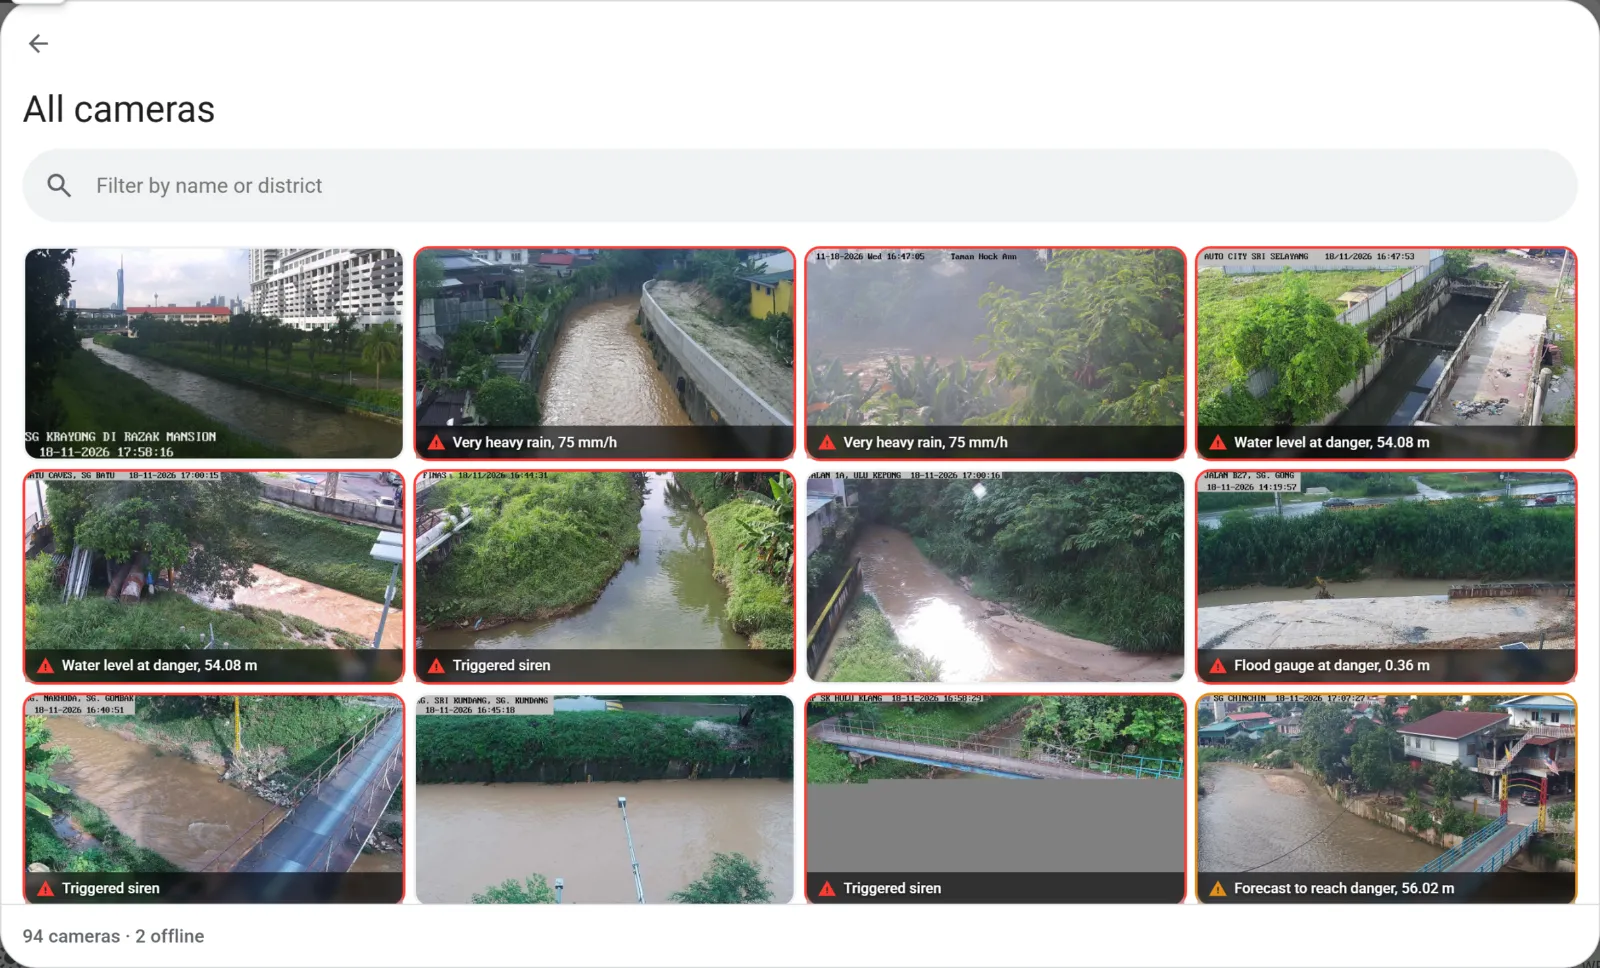 All cameras
Filter by name or district
SG KRAYONG DI RAZAK MANSION
18-11-2026 17:58:16
Very heavy rain, 75 mm/h
11-18-2026 Wed 16:47:05 Taman Hock Ann
Very heavy rain, 75 mm/h
AUTO CITY SRI SELAYANG 18/11/2026 16:47:53
Water level at danger, 54.08 m
ATU CAVES, SG BATU 18-11-2026 17:00:15
Water level at danger, 54.08 m
FINAS 18/11/2026 16:44:31
Triggered siren
ALAN 1A, ULU KEPONG 18-11-2026 17:00:16
JALAN B27, SG. GONG
18-11-2026 14:19:57
Flood gauge at danger, 0.36 m
G. NAKHODA, SG. GOMBAK
18-11-2026 16:40:51
Triggered siren
G. SRI KUNDANG, SG. KUNDANG
18-11-2026 16:45:18
SK HULU KLANG 18-11-2026 16:50:29
Triggered siren
SG CHINCHIN 18-11-2026 17:07:27
Forecast to reach danger, 56.02 m
94 cameras · 2 offline